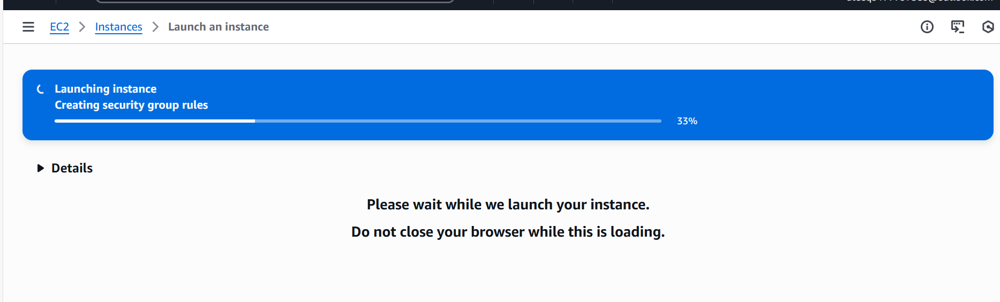 EC2 Instances Launch an instance
Launching instance
Creating security group rules
33%
Details
Please wait while we launch your instance.
Do not close your browser while this is loading.